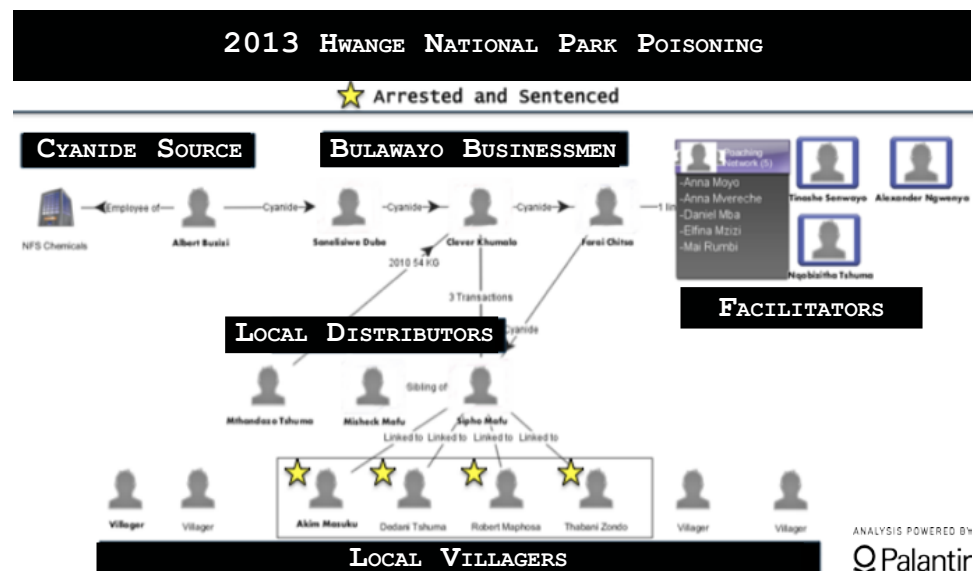 2013 HWANGE NATIONAL PARK POISONING
Arrested and Sentenced
CYANIDE SOURCE
BULAWAYO BUSINESSMEN
Poaching
Network (5)
-Anna Moyo
-Anna Mvereche
-Daniel Mba
-Elfina Mzizi
-Mai Rumbi
Employee of
Cyanide
Cyanide
Cyanide
1 lin
NFS Chemicals
Albert Busizi
Sanelisiwe Dube
Clever Khumalo
Farai Chitsa
Tinashe Senwayo
Alexander Ngwenya
Nqobizitha Tshuma
FACILITATORS
2010 54 KG
3 Transactions
Cyanide
LOCAL DISTRIBUTORS
Sibling of
Mthandazo Tshuma
Misheck Mafu
Sipho Mafu
Linked to Linked to Linked to Linked to
Villager
Villager
Akim Masuku
Dedani Tshuma
Robert Maphosa
Thabani Zondo
Villager
Villager
LOCAL VILLAGERS
ANALYSIS POWERED BY
Palantir